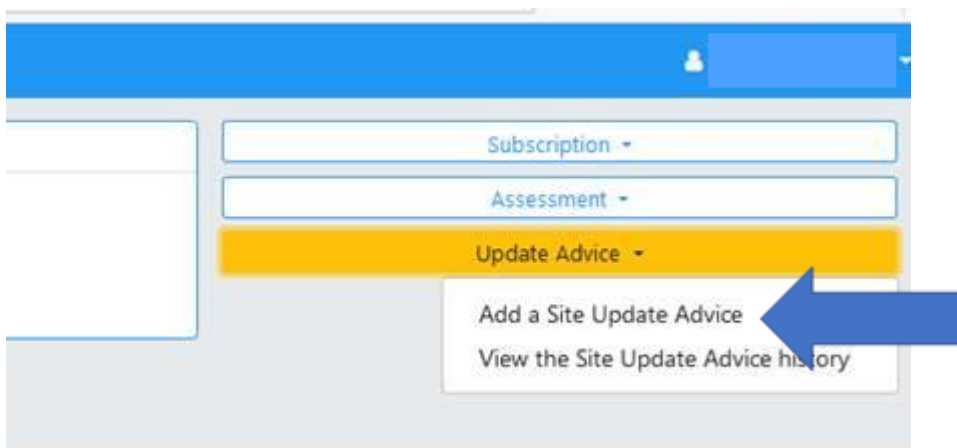 Subscription
Assessment
Update Advice
Add a Site Update Advice
View the Site Update Advice history